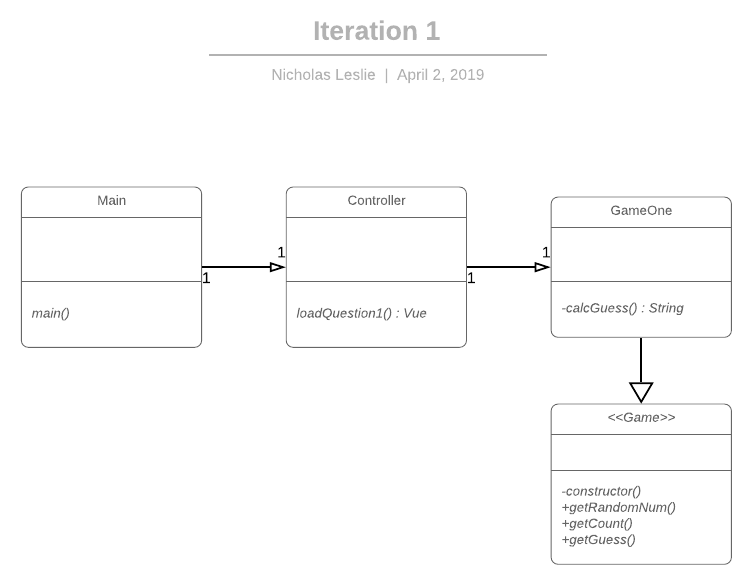 Iteration 1
Nicholas Leslie | April 2, 2019
Main
main()
1
1
Controller
loadQuestion1() : Vue
1
1
GameOne
-calcGuess() : String
<<Game>>
-constructor()
+getRandomNum()
+getCount()
+getGuess()